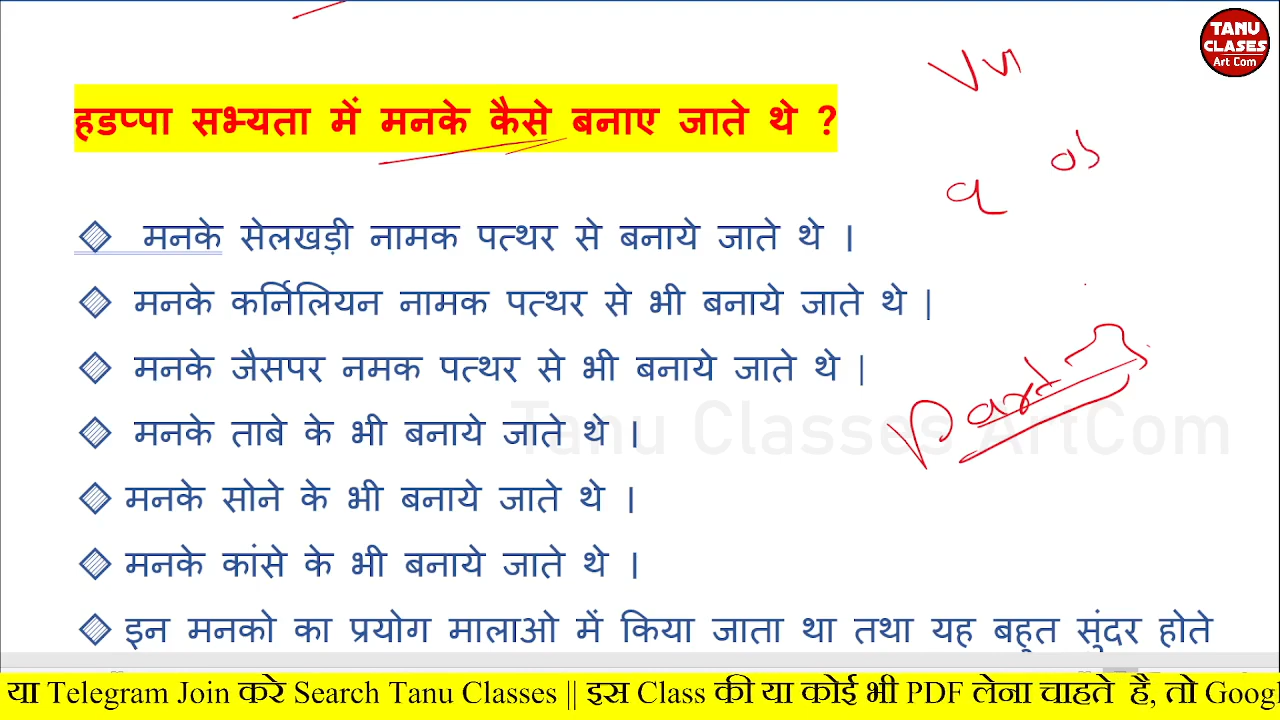 TANU
CLASES
Art Com
हडप्पा सभ्यता में मनके कैसे बनाए जाते थे ?
मनके सेलखड़ी नामक पत्थर से बनाये जाते थे ।
मनके कर्निलियन नामक पत्थर से भी बनाये जाते थे |
मनके जैसपर नमक पत्थर से भी बनाये जाते थे |
मनके ताबे के भी बनाये जाते थे ।
मनके सोने के भी बनाये जाते थे ।
मनके कांसे के भी बनाये जाते थे ।
इन मनको का प्रयोग मालाओ में किया जाता था तथा यह बहुत सुंदर होते
Tanu Classes ArtCom
Part
या Telegram Join करे Search Tanu Classes || इस Class की या कोई भी PDF लेना चाहते है, तो Googl